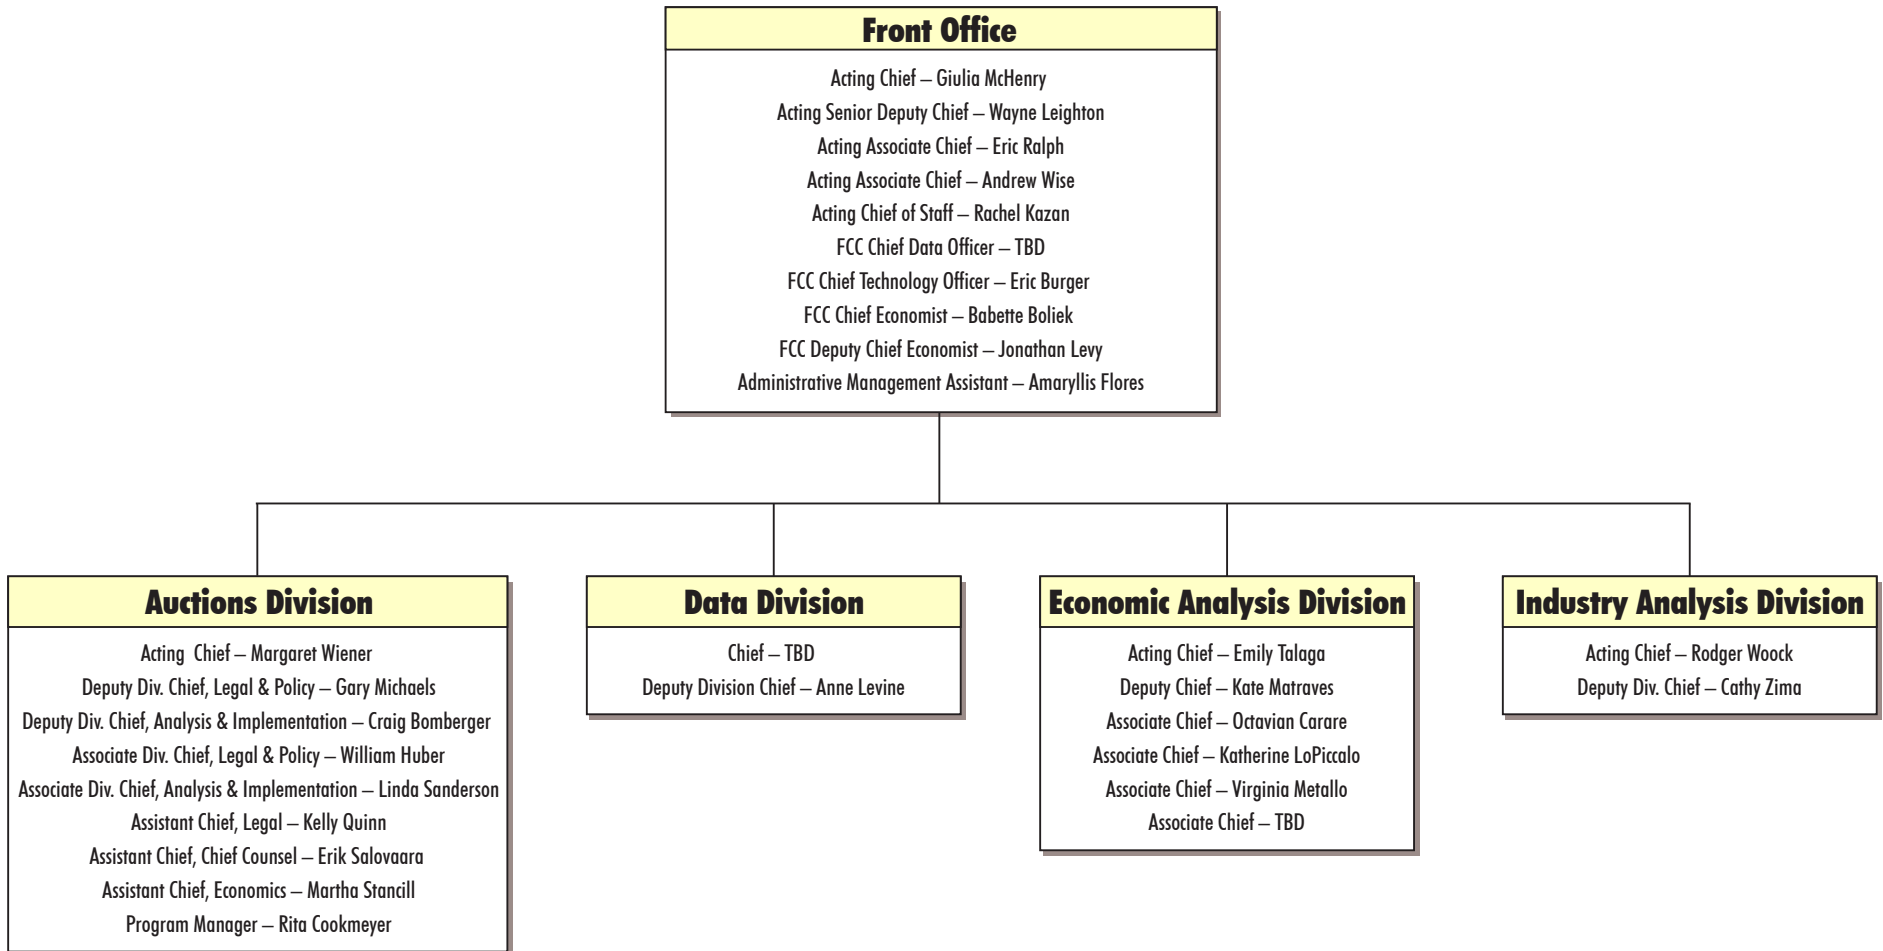 Front Office
Acting Chief – Giulia McHenry
Acting Senior Deputy Chief – Wayne Leighton
Acting Associate Chief – Eric Ralph
Acting Associate Chief – Andrew Wise
Acting Chief of Staff – Rachel Kazan
FCC Chief Data Officer – TBD
FCC Chief Technology Officer – Eric Burger
FCC Chief Economist – Babette Boliek
FCC Deputy Chief Economist – Jonathan Levy
Administrative Management Assistant – Amaryllis Flores
Auctions Division
Acting Chief – Margaret Wiener
Deputy Div. Chief, Legal & Policy – Gary Michaels
Deputy Div. Chief, Analysis & Implementation – Craig Bomberger
Associate Div. Chief, Legal & Policy – William Huber
Associate Div. Chief, Analysis & Implementation – Linda Sanderson
Assistant Chief, Legal – Kelly Quinn
Assistant Chief, Chief Counsel – Erik Salovaara
Assistant Chief, Economics – Martha Stancill
Program Manager – Rita Cookmeyer
Data Division
Chief – TBD
Deputy Division Chief – Anne Levine
Economic Analysis Division
Acting Chief – Emily Talaga
Deputy Chief – Kate Matraves
Associate Chief – Octavian Carare
Associate Chief – Katherine LoPiccalo
Associate Chief – Virginia Metallo
Associate Chief – TBD
Industry Analysis Division
Acting Chief – Rodger Woock
Deputy Div. Chief – Cathy Zima